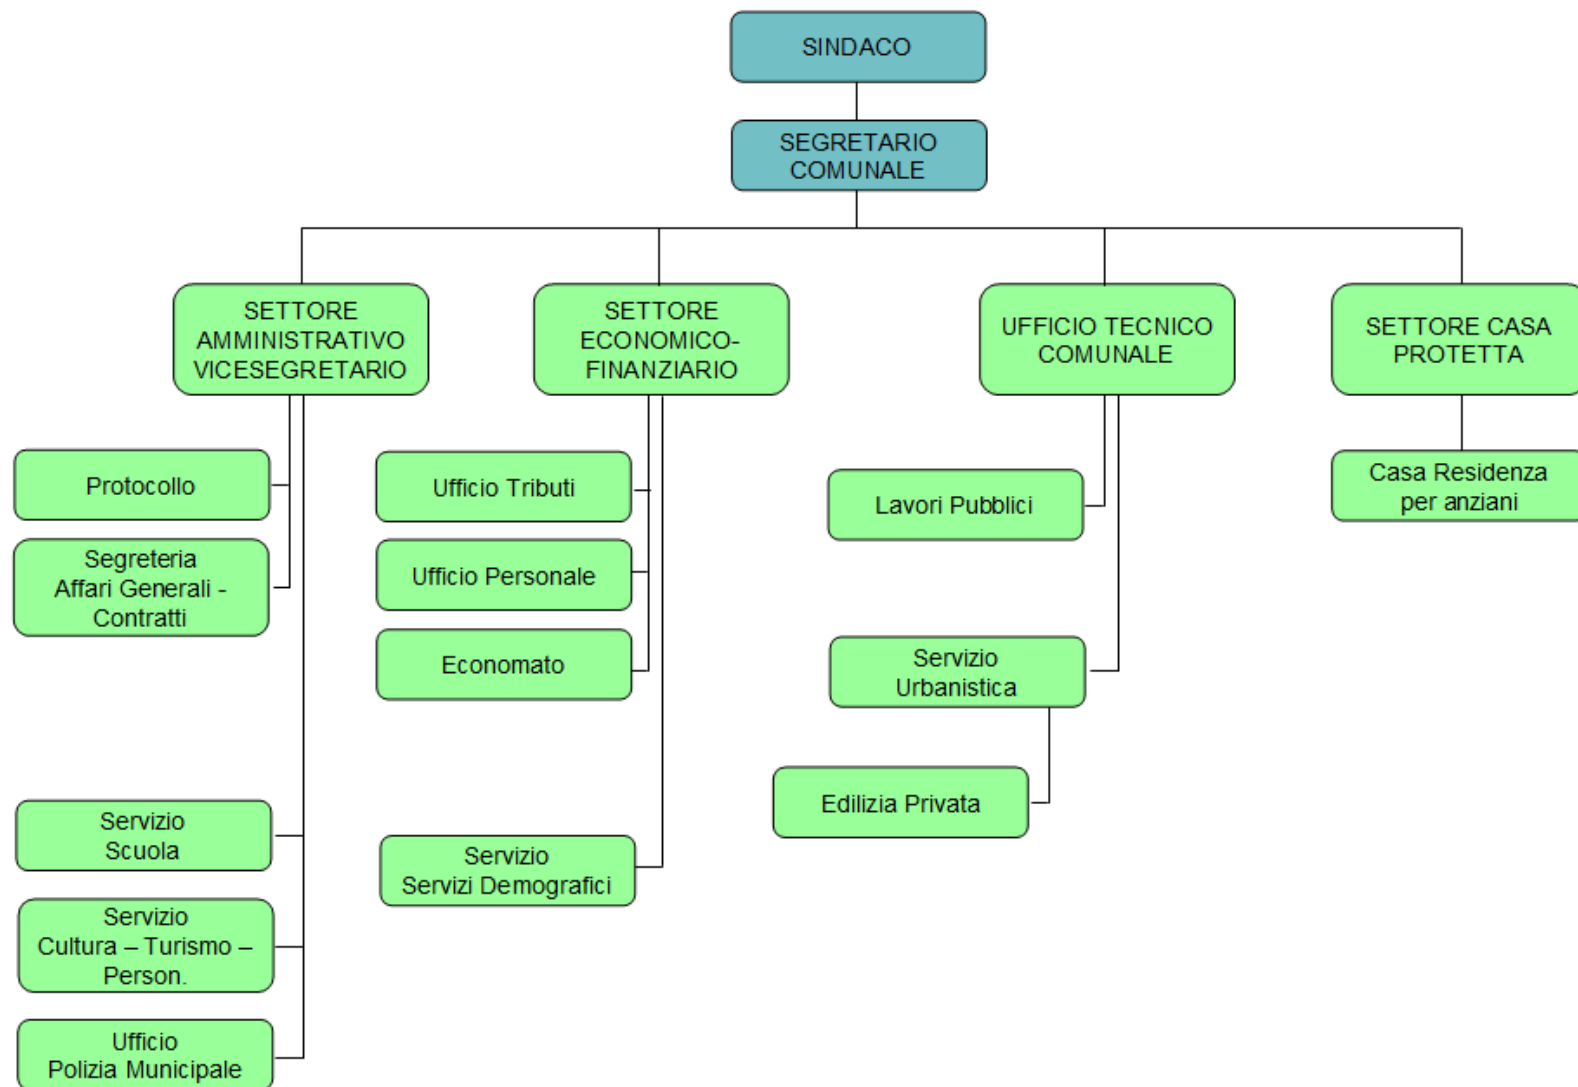 SINDACO
SEGRETARIO
COMUNALE
SETTORE
AMMINISTRATIVO
VICESEGRETARIO
SETTORE
ECONOMICO-
FINANZIARIO
UFFICIO TECNICO
COMUNALE
SETTORE CASA
PROTETTA
Protocollo
Segreteria
Affari Generali -
Contratti
Servizio
Scuola
Servizio
Cultura – Turismo –
Person.
Ufficio
Polizia Municipale
Ufficio Tributi
Ufficio Personale
Economato
Servizio
Servizi Demografici
Lavori Pubblici
Servizio
Urbanistica
Edilizia Privata
Casa Residenza
per anziani